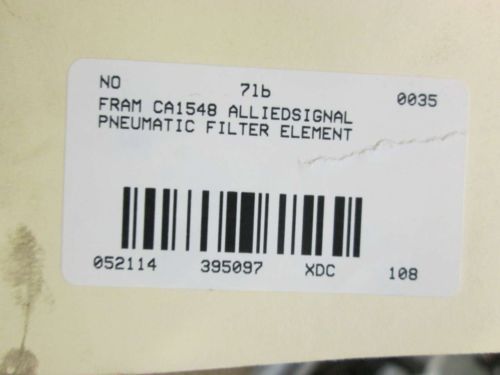 NO 71b 0035
FRAM CA1548 ALLIEDSIGNAL
PNEUMATIC FILTER ELEMENT
052114 395097 XDC 108